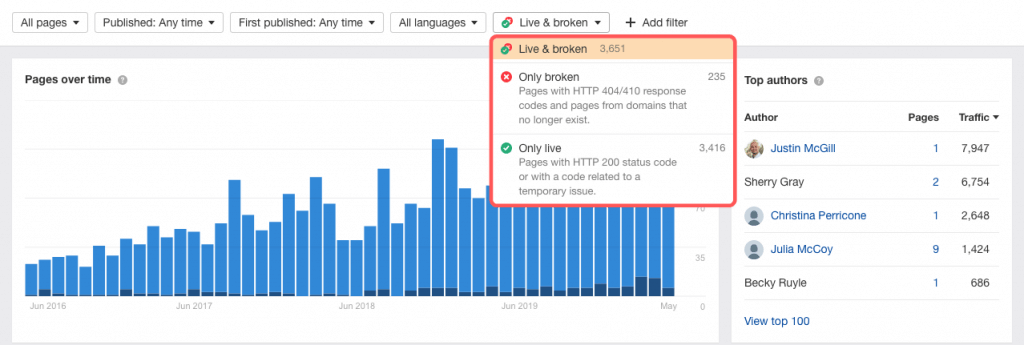 All pages
Published: Any time
First published: Any time
All languages
Live & broken
+ Add filter
Live & broken 3,651
Only broken 235
Pages with HTTP 404/410 response
codes and pages from domains that
no longer exist.
Only live 3,416
Pages with HTTP 200 status code
or with a code related to a
temporary issue.
Pages over time ?
70
35
0
Jun 2016
Jun 2017
Jun 2018
Jun 2019
May
Top authors ?
Author Pages Traffic
Justin McGill 1 7,947
Sherry Gray 2 6,754
Christina Perricone 1 2,648
Julia McCoy 9 1,424
Becky Ruyle 1 686
View top 100